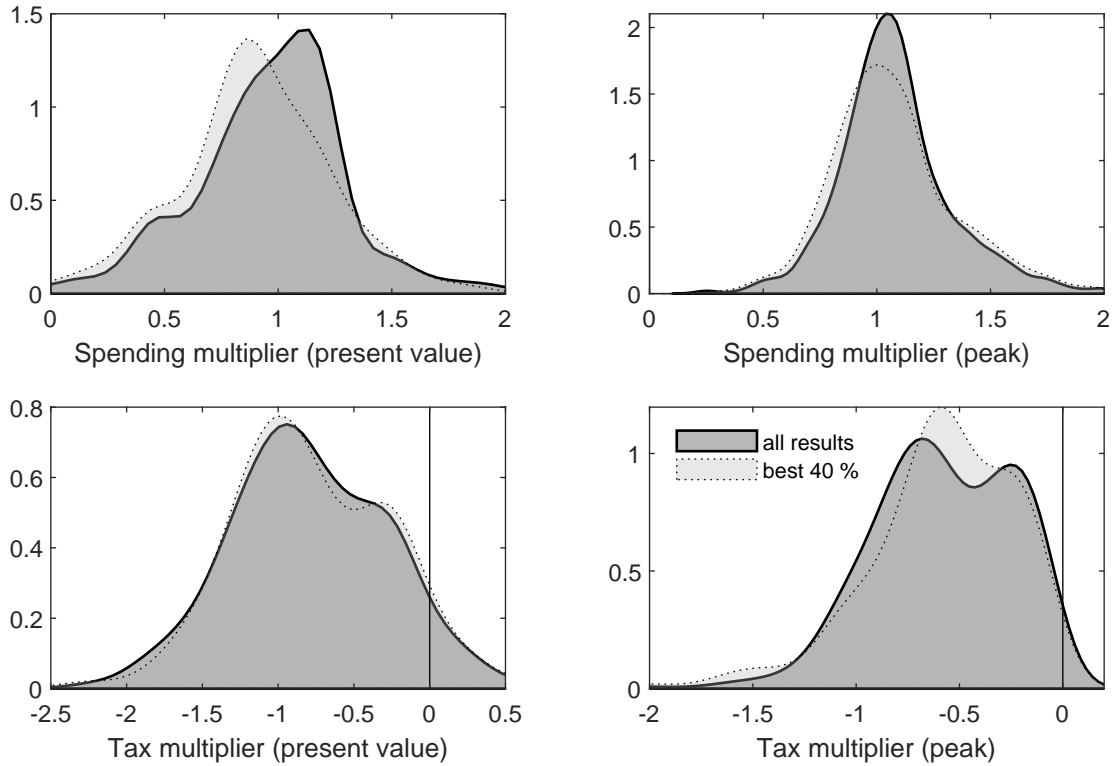 1.5
1
0.5
0
0 0.5 1 1.5 2
Spending multiplier (present value)
2
1.5
1
0.5
0
0 0.5 1 1.5 2
Spending multiplier (peak)
0.8
0.6
0.4
0.2
0
-2.5 -2 -1.5 -1 -0.5 0 0.5
Tax multiplier (present value)
all results
best 40 %
1
0.5
0
-2 -1.5 -1 -0.5 0
Tax multiplier (peak)